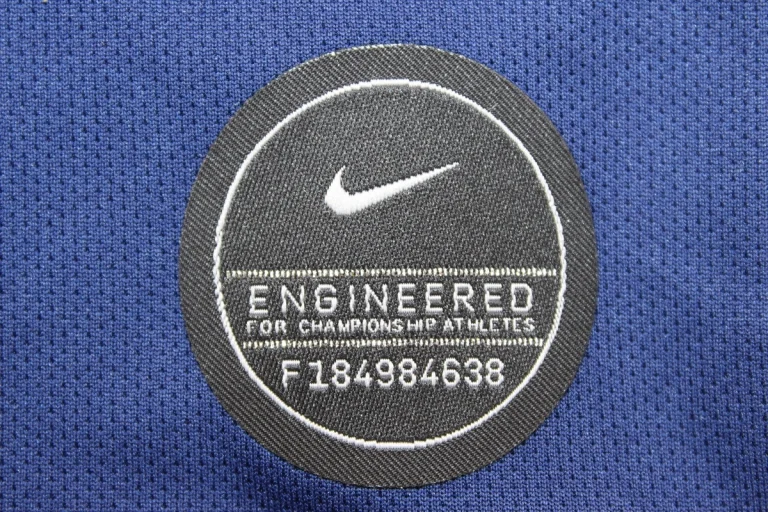 ENGINEERED
FOR CHAMPIONSHIP ATHLETES
F184984638